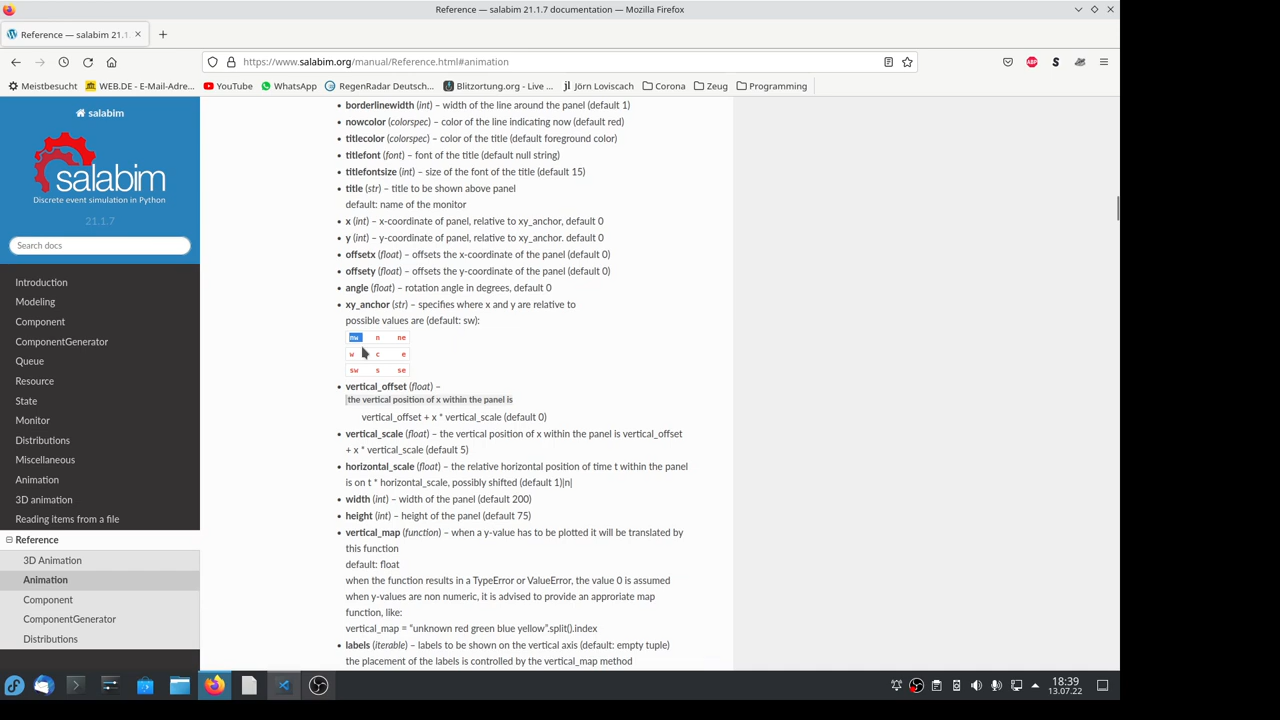 Reference — salabim 21.1.7 documentation — Mozilla Firefox
Reference — salabim 21.1.
https://www.salabim.org/manual/Reference.html#animation
ABP
S
Meistbesucht
WEB.DE - E-Mail-Adre...
YouTube
WhatsApp
RegenRadar Deutsch...
Blitzortung.org - Live ...
jl Jörn Loviscach
Corona
Zeug
Programming
salabim
salabim
Discrete event simulation in Python
21.1.7
Search docs
Introduction
Modeling
Component
ComponentGenerator
Queue
Resource
State
Monitor
Distributions
Miscellaneous
Animation
3D animation
Reading items from a file
Reference
3D Animation
Animation
Component
ComponentGenerator
Distributions
• borderlinewidth (int) – width of the line around the panel (default 1)
• nowcolor (colorspec) – color of the line indicating now (default red)
• titlecolor (colorspec) – color of the title (default foreground color)
• titlefont (font) – font of the title (default null string)
• titlefontsize (int) – size of the font of the title (default 15)
• title (str) – title to be shown above panel
default: name of the monitor
• x (int) – x-coordinate of panel, relative to xy_anchor, default 0
• y (int) – y-coordinate of panel, relative to xy_anchor. default 0
• offsetx (float) – offsets the x-coordinate of the panel (default 0)
• offsety (float) – offsets the y-coordinate of the panel (default 0)
• angle (float) – rotation angle in degrees, default 0
• xy_anchor (str) – specifies where x and y are relative to
possible values are (default: sw):
nw n ne
w c e
sw s se
• vertical_offset (float) –
the vertical position of x within the panel is
vertical_offset + x * vertical_scale (default 0)
• vertical_scale (float) – the vertical position of x within the panel is vertical_offset
+ x * vertical_scale (default 5)
• horizontal_scale (float) – the relative horizontal position of time t within the panel
is on t * horizontal_scale, possibly shifted (default 1)|n|
• width (int) – width of the panel (default 200)
• height (int) – height of the panel (default 75)
• vertical_map (function) – when a y-value has to be plotted it will be translated by
this function
default: float
when the function results in a TypeError or ValueError, the value 0 is assumed
when y-values are non numeric, it is advised to provide an approriate map
function, like:
vertical_map = “unknown red green blue yellow”.split().index
• labels (iterable) – labels to be shown on the vertical axis (default: empty tuple)
the placement of the labels is controlled by the vertical_map method
18:39
13.07.22